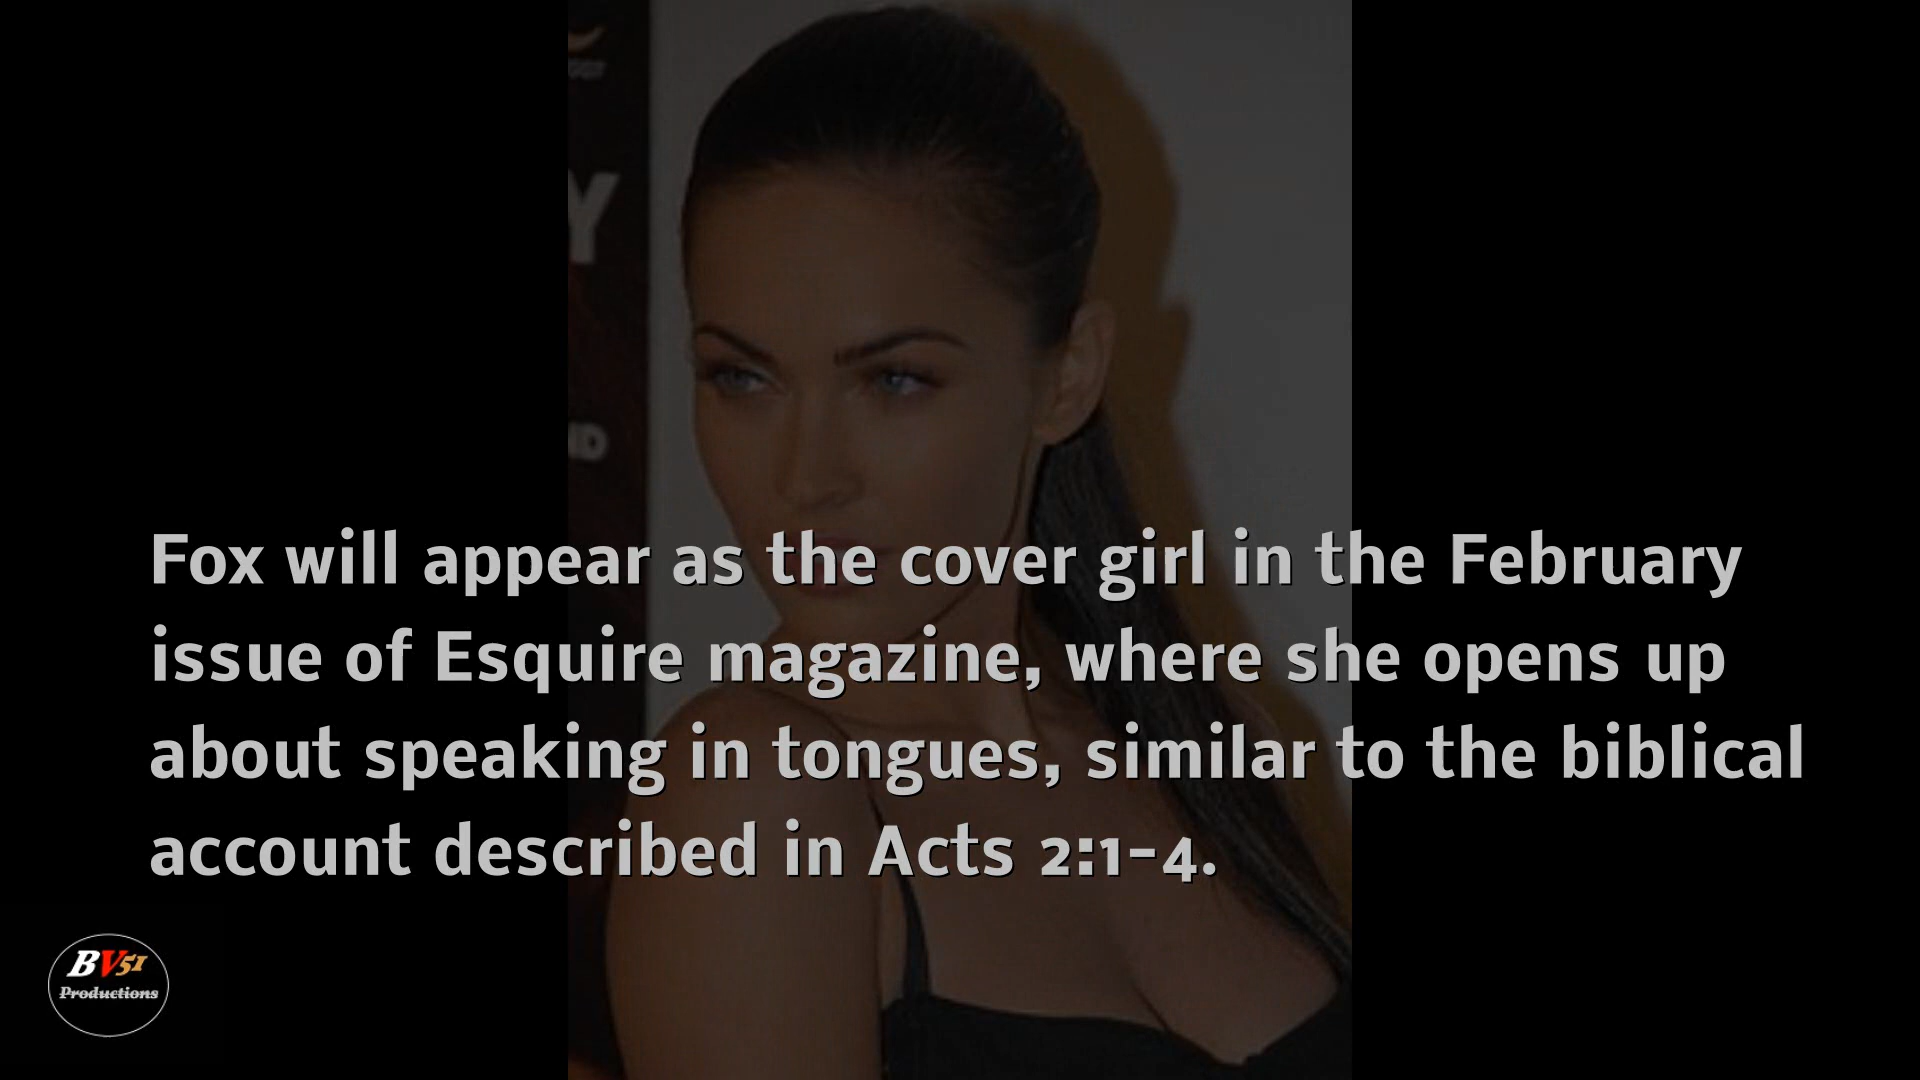 Y
ND
Fox will appear as the cover girl in the February
issue of Esquire magazine, where she opens up
about speaking in tongues, similar to the biblical
account described in Acts 2:1-4.
BV51
Productions